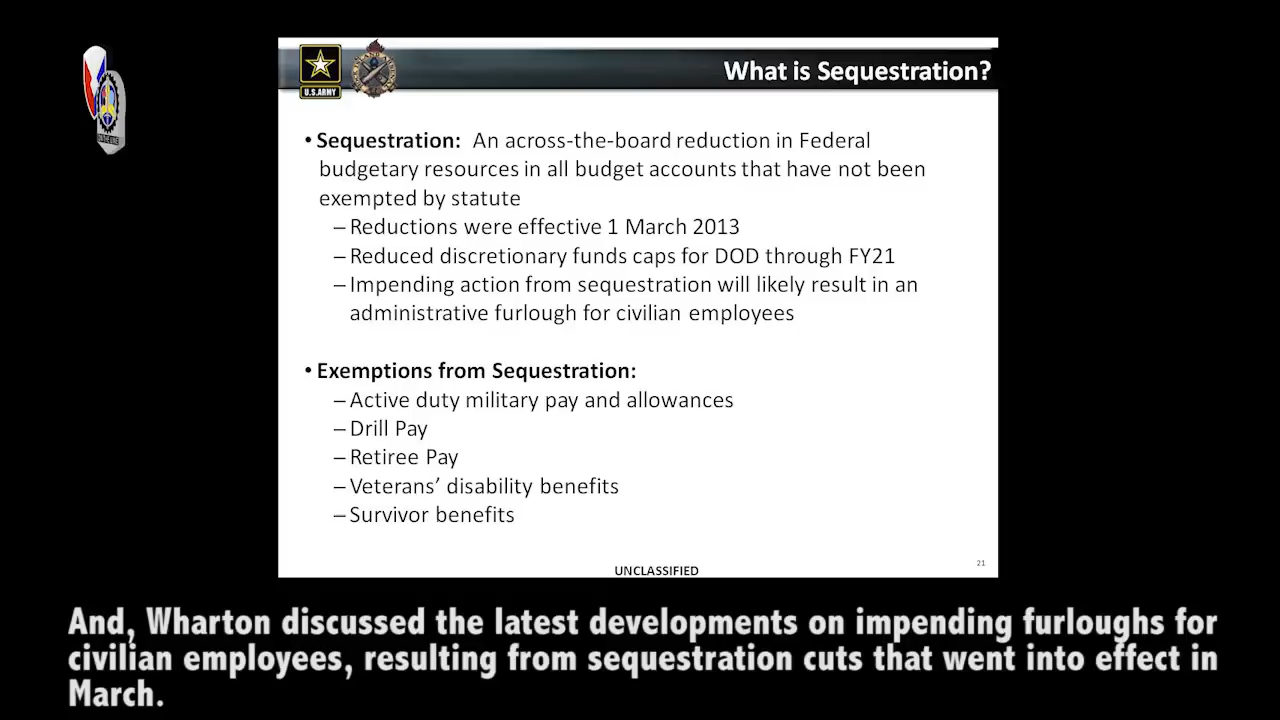 What is Sequestration?
U.S.ARMY
• Sequestration: An across-the-board reduction in Federal
budgetary resources in all budget accounts that have not been
exempted by statute
– Reductions were effective 1 March 2013
– Reduced discretionary funds caps for DOD through FY21
– Impending action from sequestration will likely result in an
administrative furlough for civilian employees
• Exemptions from Sequestration:
– Active duty military pay and allowances
– Drill Pay
– Retiree Pay
– Veterans’ disability benefits
– Survivor benefits
21
UNCLASSIFIED
And, Wharton discussed the latest developments on impending furloughs for
civilian employees, resulting from sequestration cuts that went into effect in
March.